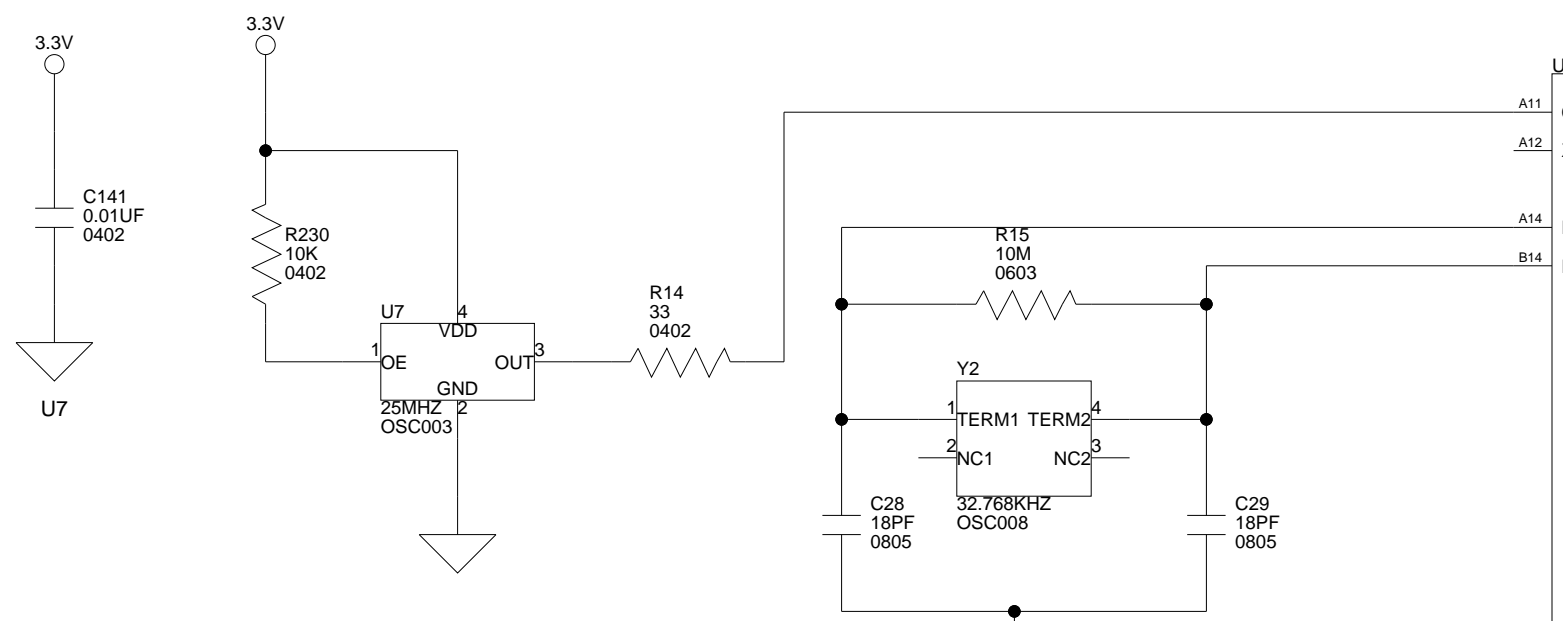 3.3V
C141
0.01UF
0402
U7
3.3V
R230
10K
0402
U7
4
VDD
1
OE
OUT
3
GND
2
25MHZ
OSC003
R14
33
0402
R15
10M
0603
Y2
1
TERM1
TERM2
4
2
NC1
NC2
3
32.768KHZ
OSC008
C28
18PF
0805
C29
18PF
0805
U
A11
A12
A14
B14